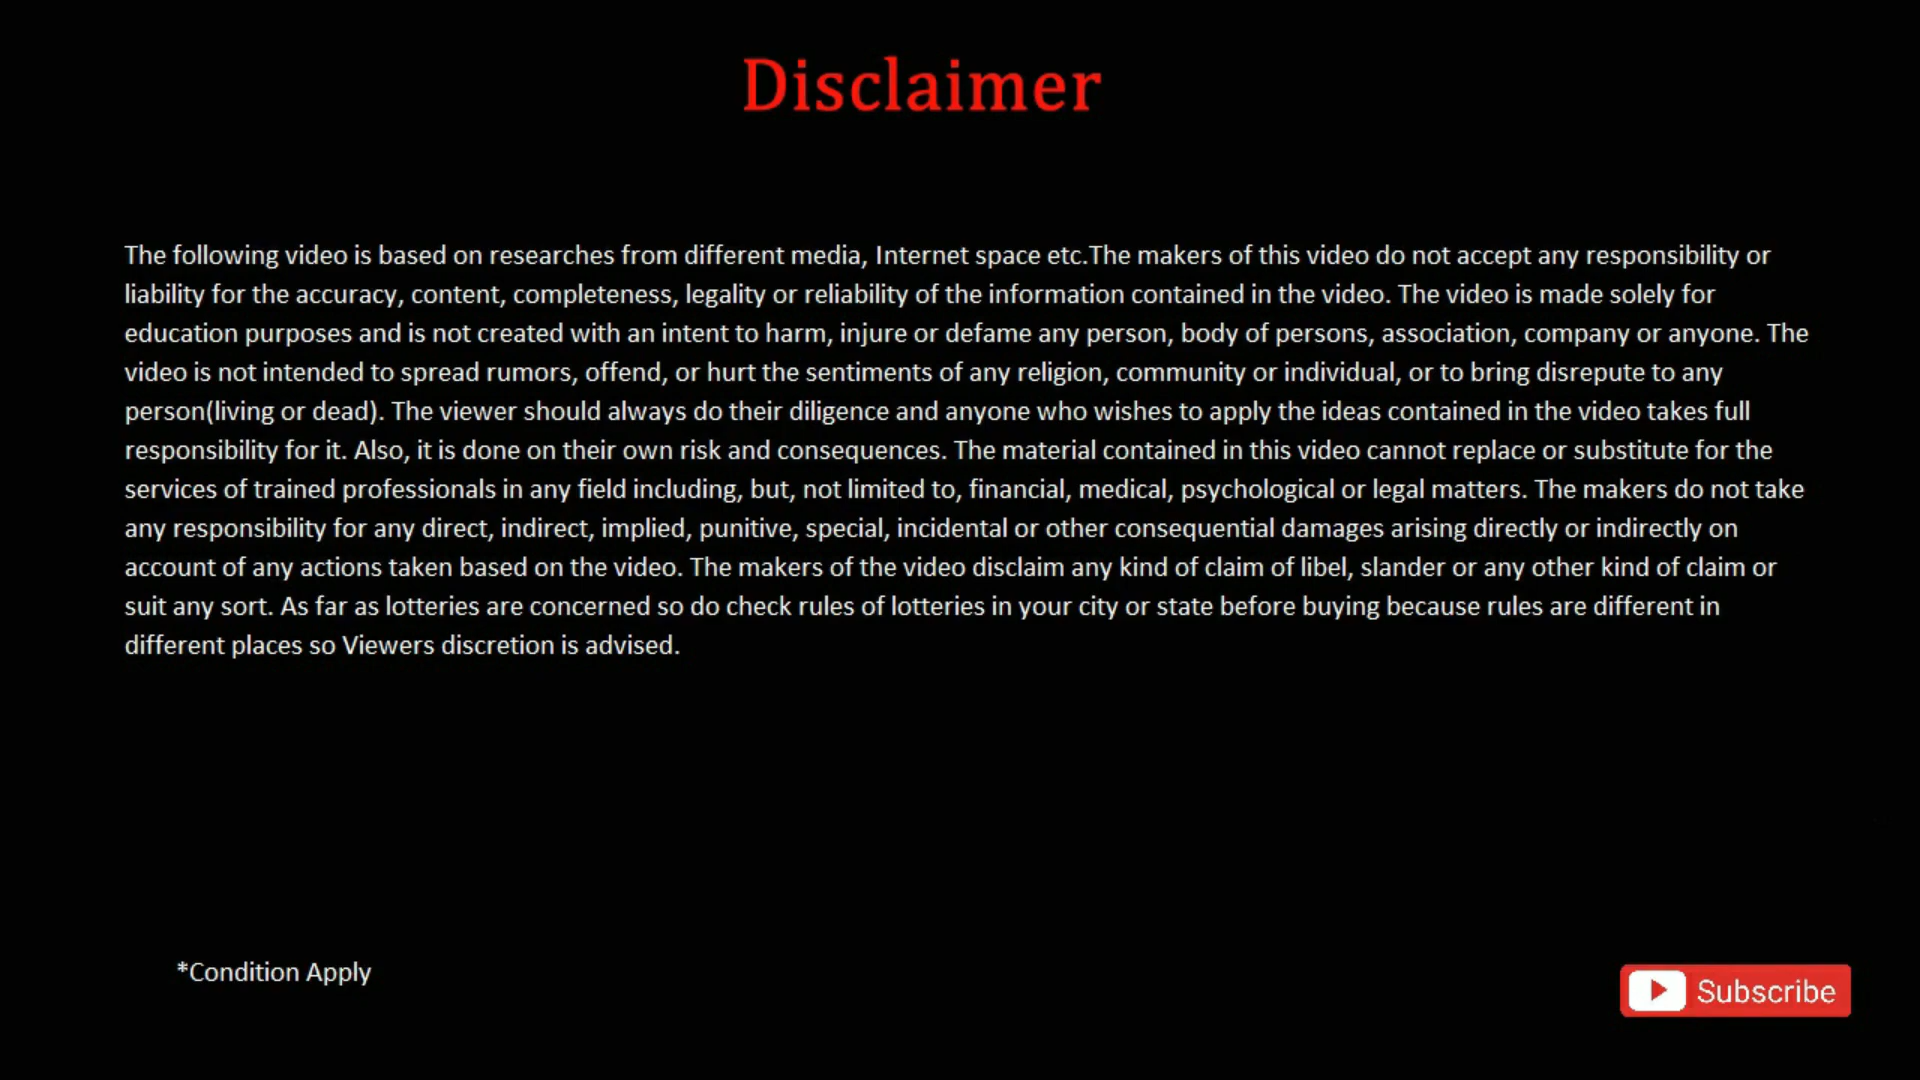 Disclaimer
The following video is based on researches from different media, Internet space etc.The makers of this video do not accept any responsibility or
liability for the accuracy, content, completeness, legality or reliability of the information contained in the video. The video is made solely for
education purposes and is not created with an intent to harm, injure or defame any person, body of persons, association, company or anyone. The
video is not intended to spread rumors, offend, or hurt the sentiments of any religion, community or individual, or to bring disrepute to any
person(living or dead). The viewer should always do their diligence and anyone who wishes to apply the ideas contained in the video takes full
responsibility for it. Also, it is done on their own risk and consequences. The material contained in this video cannot replace or substitute for the
services of trained professionals in any field including, but, not limited to, financial, medical, psychological or legal matters. The makers do not take
any responsibility for any direct, indirect, implied, punitive, special, incidental or other consequential damages arising directly or indirectly on
account of any actions taken based on the video. The makers of the video disclaim any kind of claim of libel, slander or any other kind of claim or
suit any sort. As far as lotteries are concerned so do check rules of lotteries in your city or state before buying because rules are different in
different places so Viewers discretion is advised.
*Condition Apply
Subscribe